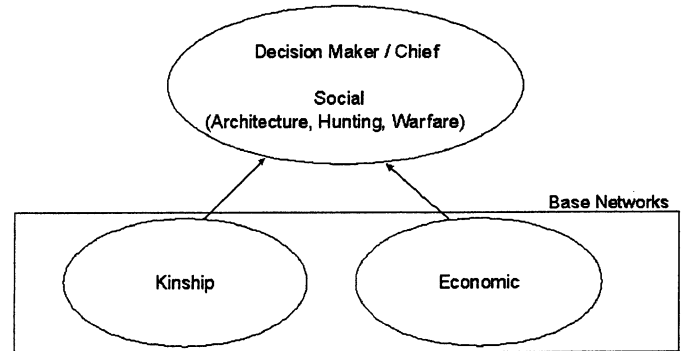 Decision Maker / Chief
Social
(Architecture, Hunting, Warfare)
Base Networks
Kinship
Economic